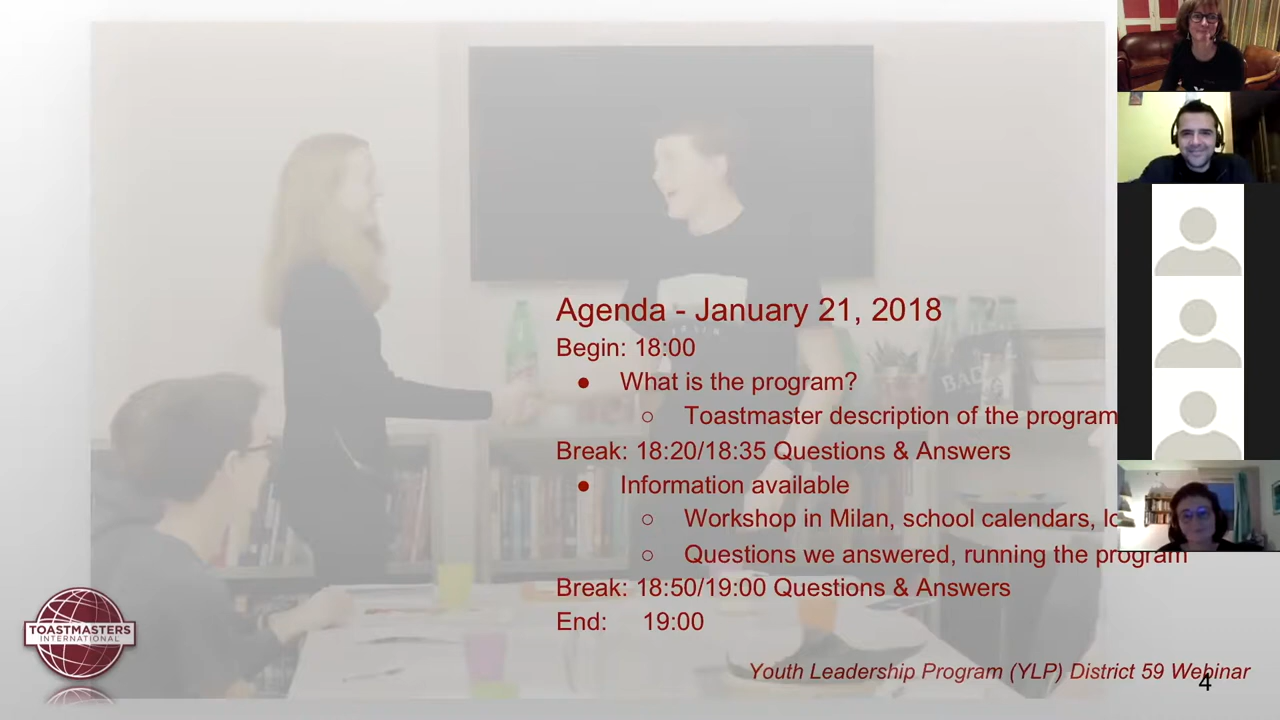 Agenda - January 21, 2018
Begin: 18:00
● What is the program?
○ Toastmaster description of the program
Break: 18:20/18:35 Questions & Answers
● Information available
○ Workshop in Milan, school calendars,
○ Questions we answered, running the program
Break: 18:50/19:00 Questions & Answers
End: 19:00
TOASTMASTERS
INTERNATIONAL
Youth Leadership Program (YLP) District 59 Webinar
4
BAD